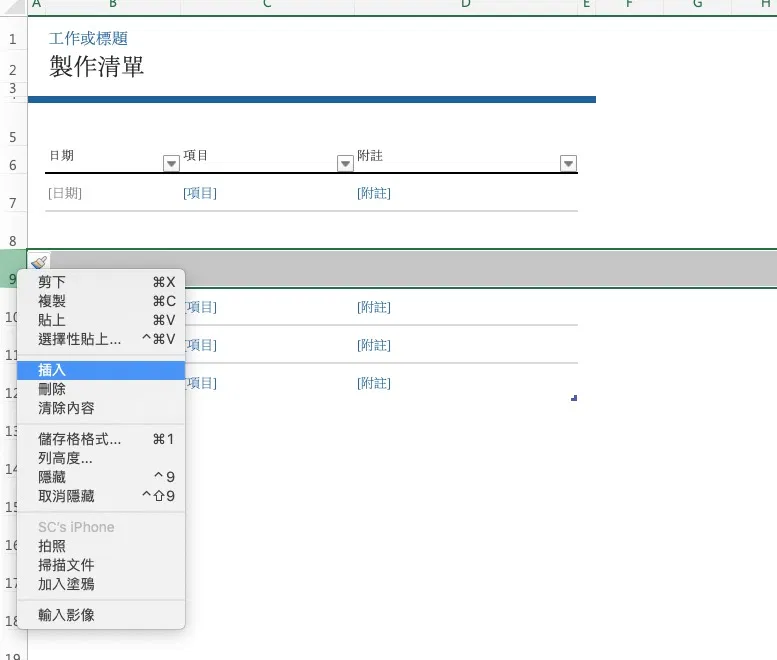 A B C D E F G H
1 工作或標題
2 製作清單
3
5
6 日期 項目 附註
7 [日期] [項目] [附註]
8
9
剪下 ⌘X
10 項目] [附註]
複製 ⌘C
貼上 ⌘V
選擇性貼上... ^⌘V
11 項目] [附註]
插入
12 項目] [附註]
刪除
清除內容
13
儲存格格式... ⌘1
列高度...
14
隱藏 ^9
取消隱藏 ^⇧9
15
SC's iPhone
16 拍照
掃描文件
17 加入塗鴉
18 輸入影像
19